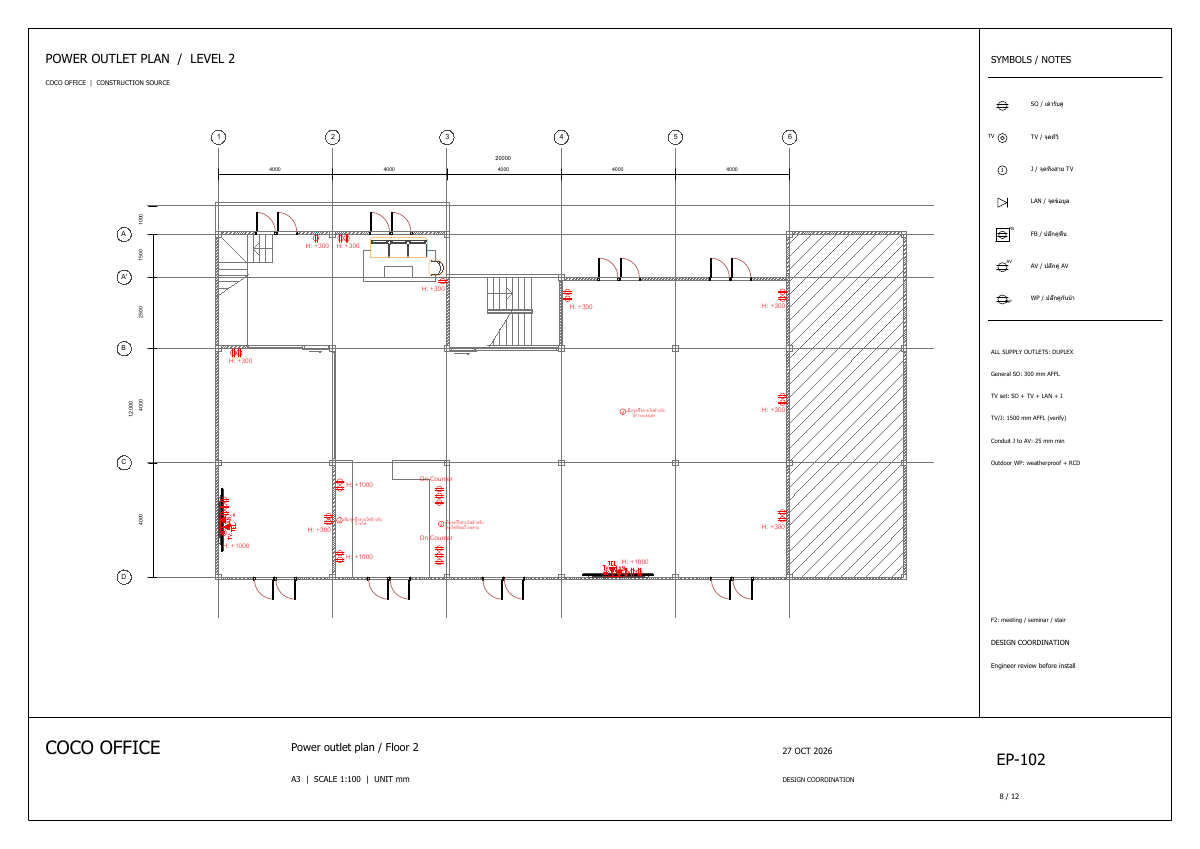 POWER OUTLET PLAN / LEVEL 2
COCO OFFICE | CONSTRUCTION SOURCE
1
2
3
4
5
6
20000
4000
4000
4000
4000
4000
A
A'
B
C
D
1000
1500
2500
4000
12000
4000
H: +300
H: +300
H: +300
H: +300
H: +300
H: +300
H: +300
On Counter
H: +1000
H: +300
H: +300
On Counter
H: +1000
H: +1000
H: +1000
TEL
TV
TEL
SYMBOLS / NOTES
SO / เต้ารับคู่
TV
TV / จุดทีวี
J
J / จุดดึงสาย TV
LAN / จุดข้อมูล
FB / ปลั๊กคู่พื้น
AV
AV / ปลั๊กคู่ AV
WP / ปลั๊กคู่กันน้ำ
ALL SUPPLY OUTLETS: DUPLEX
General SO: 300 mm AFFL
TV set: SO + TV + LAN + J
TV/J: 1500 mm AFFL (verify)
Conduit J to AV: 25 mm min
Outdoor WP: weatherproof + RCD
F2: meeting / seminar / stair
DESIGN COORDINATION
Engineer review before install
COCO OFFICE
Power outlet plan / Floor 2
A3 | SCALE 1:100 | UNIT mm
27 OCT 2026
DESIGN COORDINATION
EP-102
8 / 12